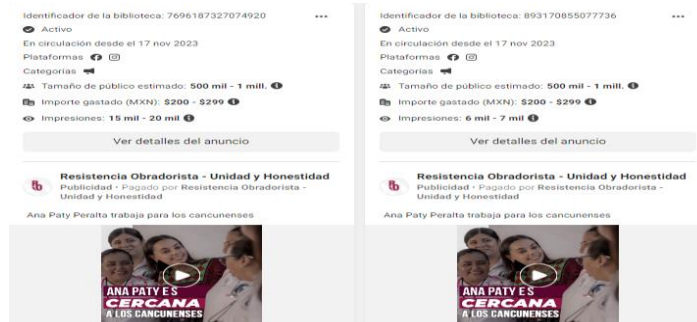 Identificador de la biblioteca: 7696187327074920
Activo
En circulación desde el 17 nov 2023
Plataformas
Categorías
Tamaño de público estimado: 500 mil - 1 mill.
Importe gastado (MXN): $200 - $299
Impresiones: 15 mil - 20 mil
Ver detalles del anuncio
Resistencia Obradorista - Unidad y Honestidad
Publicidad • Pagado por Resistencia Obradorista -
Unidad y Honestidad
Ana Paty Peralta trabaja para los cancunenses
ANA PATY ES
CERCANA
A LOS CANCUNENSES
Identificador de la biblioteca: 893170855077736
Activo
En circulación desde el 17 nov 2023
Plataformas
Categorías
Tamaño de público estimado: 500 mil - 1 mill.
Importe gastado (MXN): $200 - $299
Impresiones: 6 mil - 7 mil
Ver detalles del anuncio
Resistencia Obradorista - Unidad y Honestidad
Publicidad • Pagado por Resistencia Obradorista -
Unidad y Honestidad
Ana Paty Peralta trabaja para los cancunenses
ANA PATY ES
CERCANA
A LOS CANCUNENSES